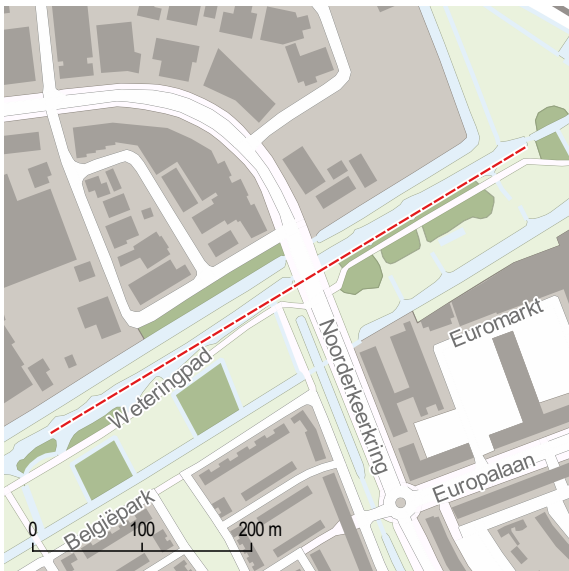 Euromarkt
Noorderkeerkring
Weteringpad
Europalaan
Belgiëpark
0 100 200 m